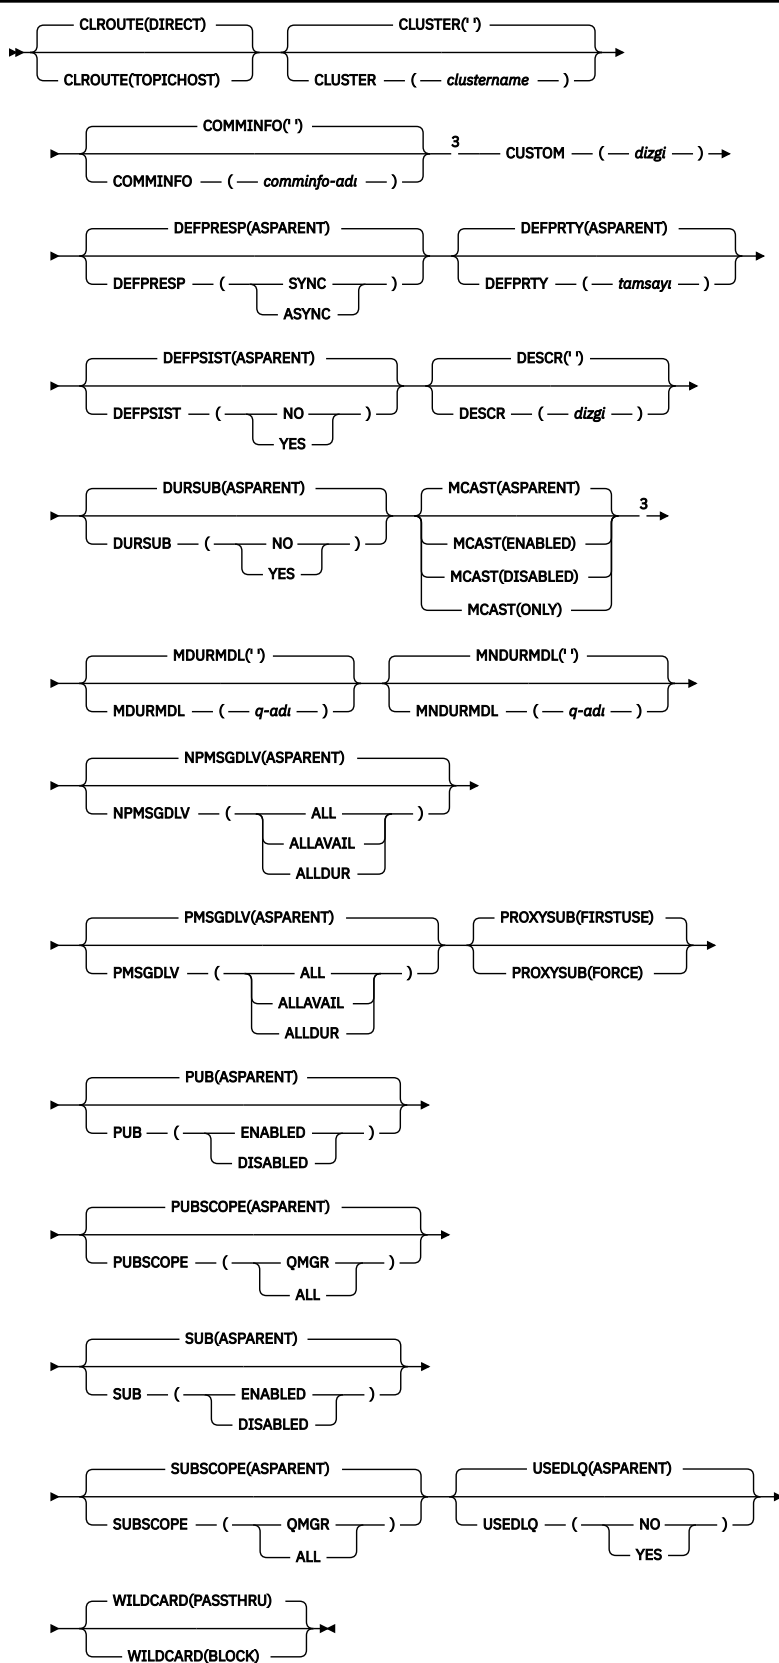 CLROUTE(DIRECT) CLUSTER(' ')
CLROUTE(TOPICHOST) CLUSTER ( clustername )
COMMINFO(' ')
3 CUSTOM ( dizgi )
COMMINFO ( comminfo-adı )
DEFPRESP(ASPARENT) DEFPRTY(ASPARENT)
DEFPRESP ( SYNC ) DEFPRTY ( tamsayı )
ASYNC
DEFPSIST(ASPARENT) DESCR(' ')
DEFPSIST ( NO ) DESCR ( dizgi )
YES
DURSUB(ASPARENT) MCAST(ASPARENT) 3
DURSUB ( NO ) MCAST(ENABLED)
YES MCAST(DISABLED)
MCAST(ONLY)
MDURMDL(' ') MNDURMDL(' ')
MDURMDL ( q-adı ) MNDURMDL ( q-adı )
NPMSGDLV(ASPARENT)
NPMSGDLV ( ALL )
ALLAVAIL
ALLDUR
PMSGDLV(ASPARENT) PROXYSUB(FIRSTUSE)
PMSGDLV ( ALL ) PROXYSUB(FORCE)
ALLAVAIL
ALLDUR
PUB(ASPARENT)
PUB ( ENABLED )
DISABLED
PUBSCOPE(ASPARENT)
PUBSCOPE ( QMGR )
ALL
SUB(ASPARENT)
SUB ( ENABLED )
DISABLED
SUBSCOPE(ASPARENT) USEDLQ(ASPARENT)
SUBSCOPE ( QMGR ) USEDLQ ( NO )
ALL YES
WILDCARD(PASSTHRU)
WILDCARD(BLOCK)